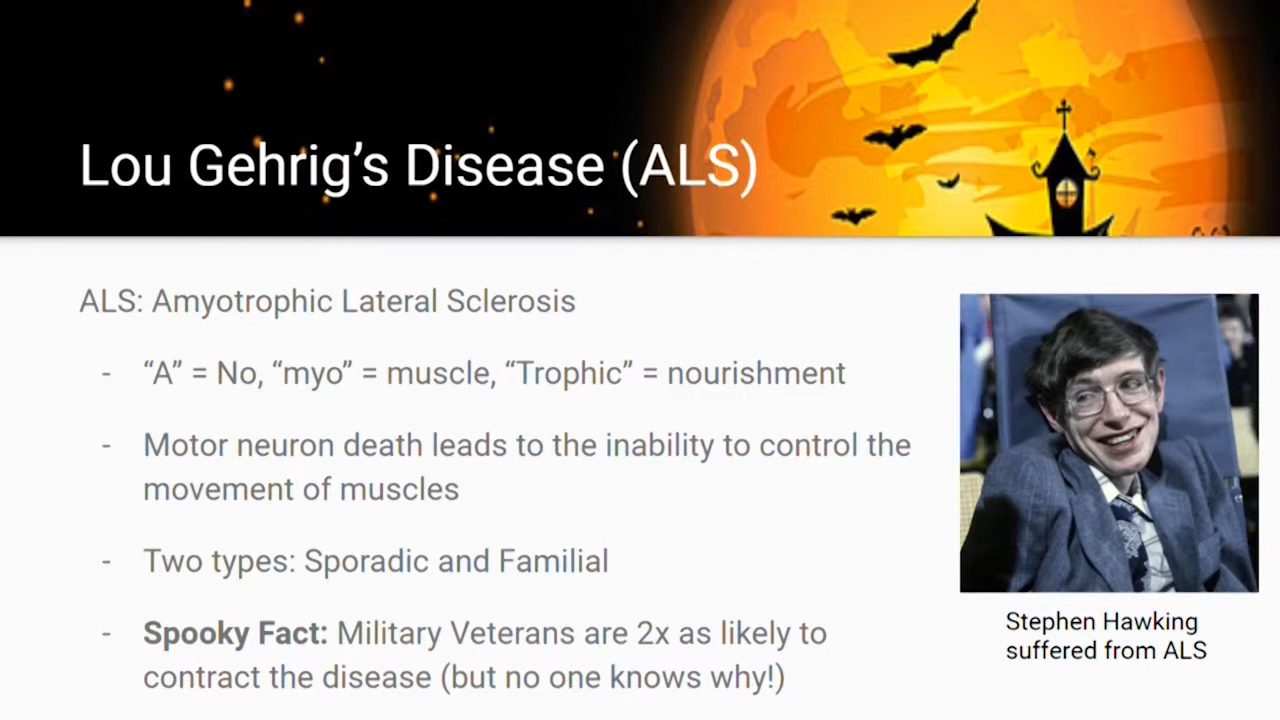 Lou Gehrig’s Disease (ALS)
ALS: Amyotrophic Lateral Sclerosis
- “A” = No, “myo” = muscle, “Trophic” = nourishment
- Motor neuron death leads to the inability to control the
movement of muscles
- Two types: Sporadic and Familial
- Spooky Fact: Military Veterans are 2x as likely to
contract the disease (but no one knows why!)
Stephen Hawking
suffered from ALS